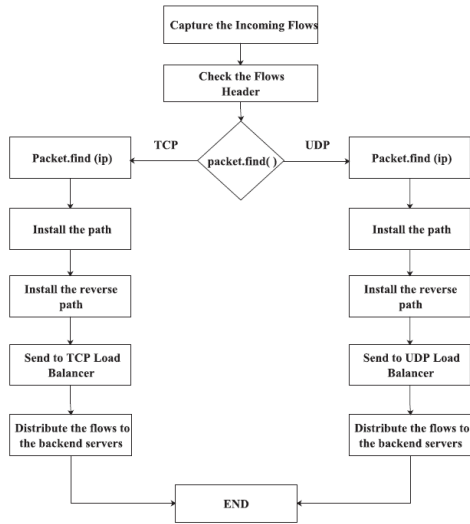 Capture the Incoming Flows
Check the Flows
Header
packet.find( )
TCP
UDP
Packet.find (ip)
Install the path
Install the reverse
path
Send to TCP Load
Balancer
Distribute the flows to
the backend servers
Packet.find (ip)
Install the path
Install the reverse
path
Send to UDP Load
Balancer
Distribute the flows to
the backend servers
END